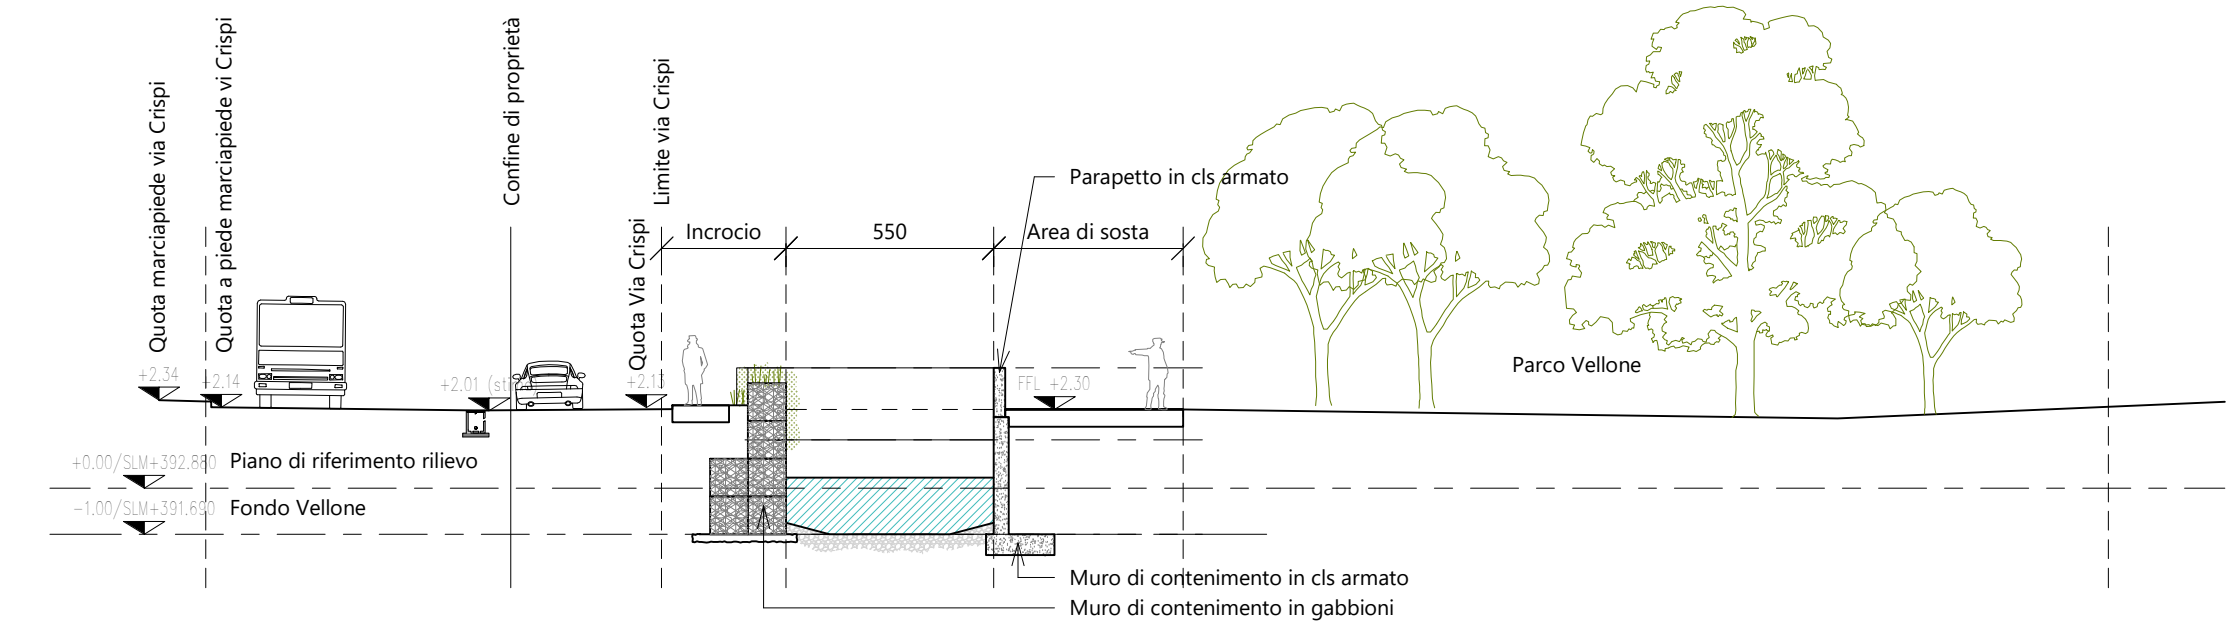 Quota marciapiede via Crispi
Quota a piede marciapiede vi Crispi
Confine di proprietà
Limite via Crispi
Quota Via Crispi
Parapetto in cls armato
Incrocio
550
Area di sosta
Parco Vellone
+2.34
+2.14
+2.01
+2.13
FFL +2.30
+0.00/SLM+392.880
Piano di riferimento rilievo
-1.00/SLM+391.690
Fondo Vellone
Muro di contenimento in cls armato
Muro di contenimento in gabbioni